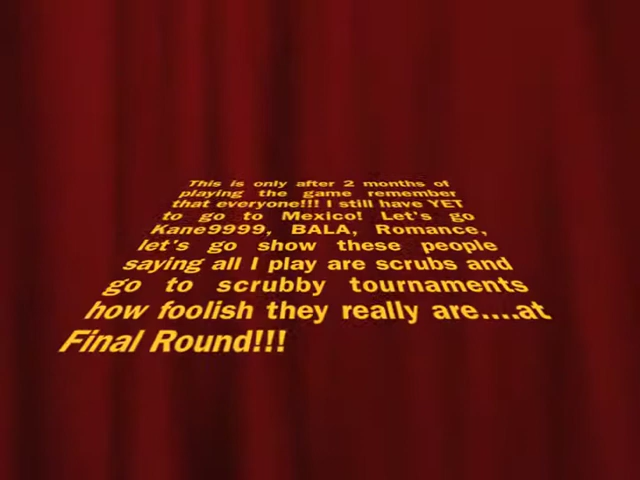 This is only after 2 months of
playing the game remember
that everyone!!! I still have YET
to go to Mexico! Let's go
Kane9999, BALA, Romance,
let's go show these people
saying all I play are scrubs and
go to scrubby tournaments
how foolish they really are....at
Final Round!!!